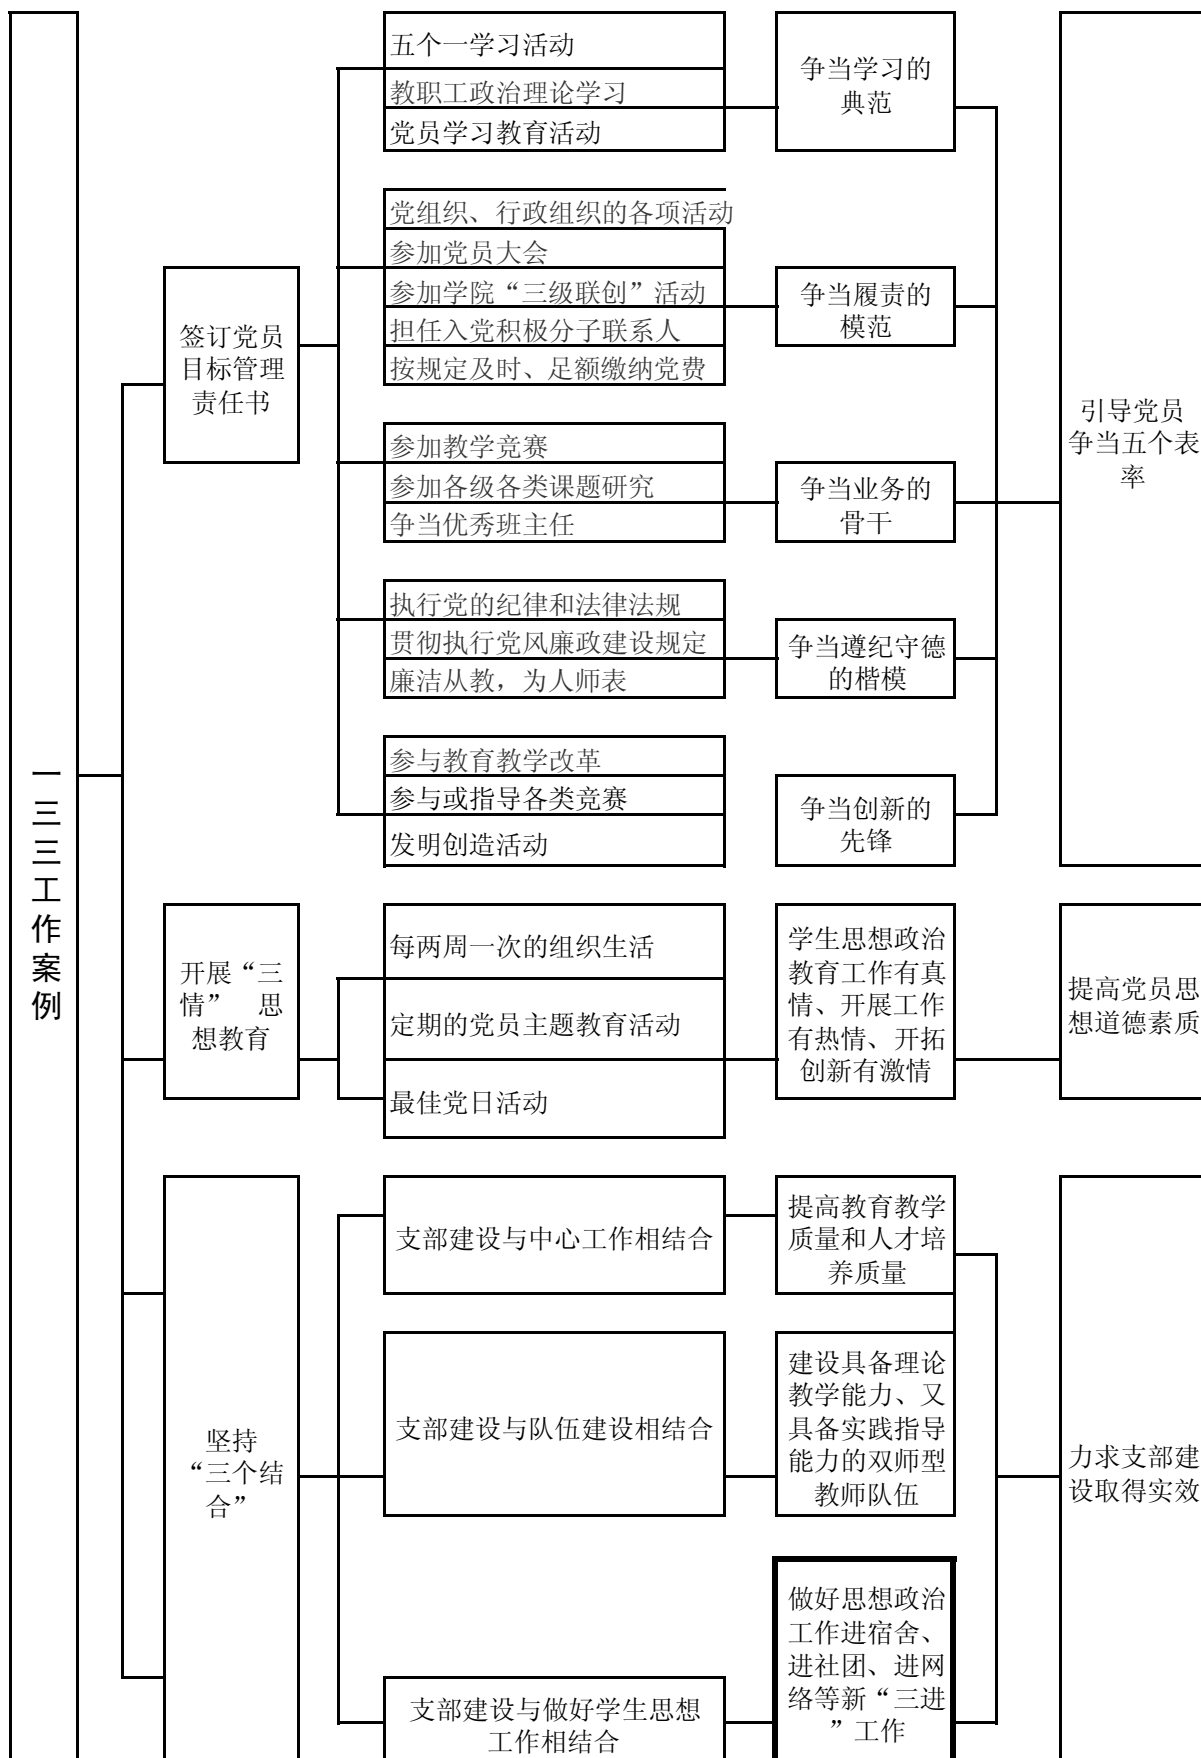 一三三工作案例
签订党员
目标管理
责任书
五个一学习活动
教职工政治理论学习
党员学习教育活动
争当学习的
典范
党组织、行政组织的各项活动
参加党员大会
参加学院“三级联创”活动
担任入党积极分子联系人
按规定及时、足额缴纳党费
争当履责的
模范
参加教学竞赛
参加各级各类课题研究
争当优秀班主任
争当业务的
骨干
执行党的纪律和法律法规
贯彻执行党风廉政建设规定
廉洁从教，为人师表
争当遵纪守德
的楷模
参与教育教学改革
参与或指导各类竞赛
发明创造活动
争当创新的
先锋
引导党员
争当五个表
率
开展“三
情” 思
想教育
每两周一次的组织生活
定期的党员主题教育活动
最佳党日活动
学生思想政治
教育工作有真
情、开展工作
有热情、开拓
创新有激情
提高党员思
想道德素质
坚持
“三个结
合”
支部建设与中心工作相结合
提高教育教学
质量和人才培
养质量
支部建设与队伍建设相结合
建设具备理论
教学能力、又
具备实践指导
能力的双师型
教师队伍
支部建设与做好学生思想
工作相结合
做好思想政治
工作进宿舍、
进社团、进网
络等新“三进
”工作
力求支部建
设取得实效